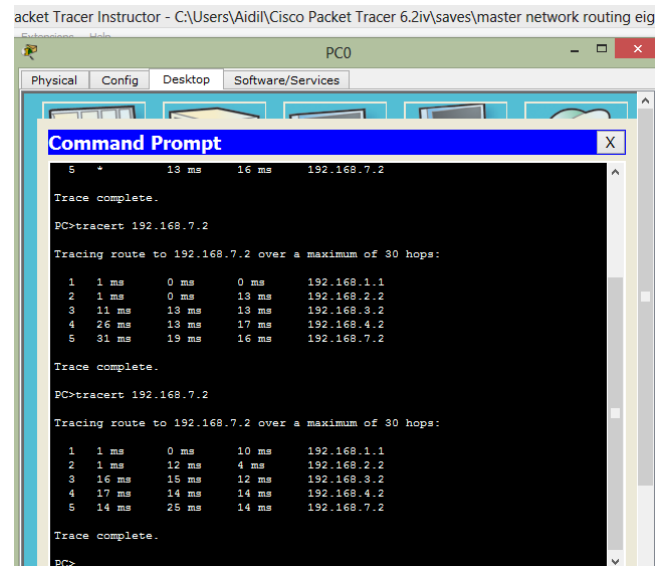 acket Tracer Instructor - C:\Users\Aidil\Cisco Packet Tracer 6.2iv\saves\master network routing eig
Extensions Help
PC0
Physical Config Desktop Software/Services
Command Prompt X
5 * 13 ms 16 ms 192.168.7.2
Trace complete.
PC>tracert 192.168.7.2
Tracing route to 192.168.7.2 over a maximum of 30 hops:
1 1 ms 0 ms 0 ms 192.168.1.1
2 1 ms 0 ms 13 ms 192.168.2.2
3 11 ms 13 ms 13 ms 192.168.3.2
4 26 ms 13 ms 17 ms 192.168.4.2
5 31 ms 19 ms 16 ms 192.168.7.2
Trace complete.
PC>tracert 192.168.7.2
Tracing route to 192.168.7.2 over a maximum of 30 hops:
1 1 ms 0 ms 10 ms 192.168.1.1
2 1 ms 12 ms 4 ms 192.168.2.2
3 16 ms 15 ms 12 ms 192.168.3.2
4 17 ms 14 ms 14 ms 192.168.4.2
5 14 ms 25 ms 14 ms 192.168.7.2
Trace complete.
PC>